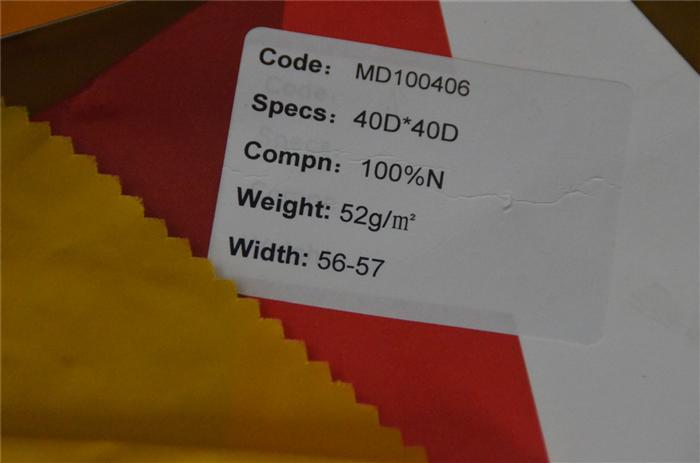 Code: MD100406
Specs: 40D*40D
Compn: 100%N
Weight: 52g/㎡
Width: 56-57